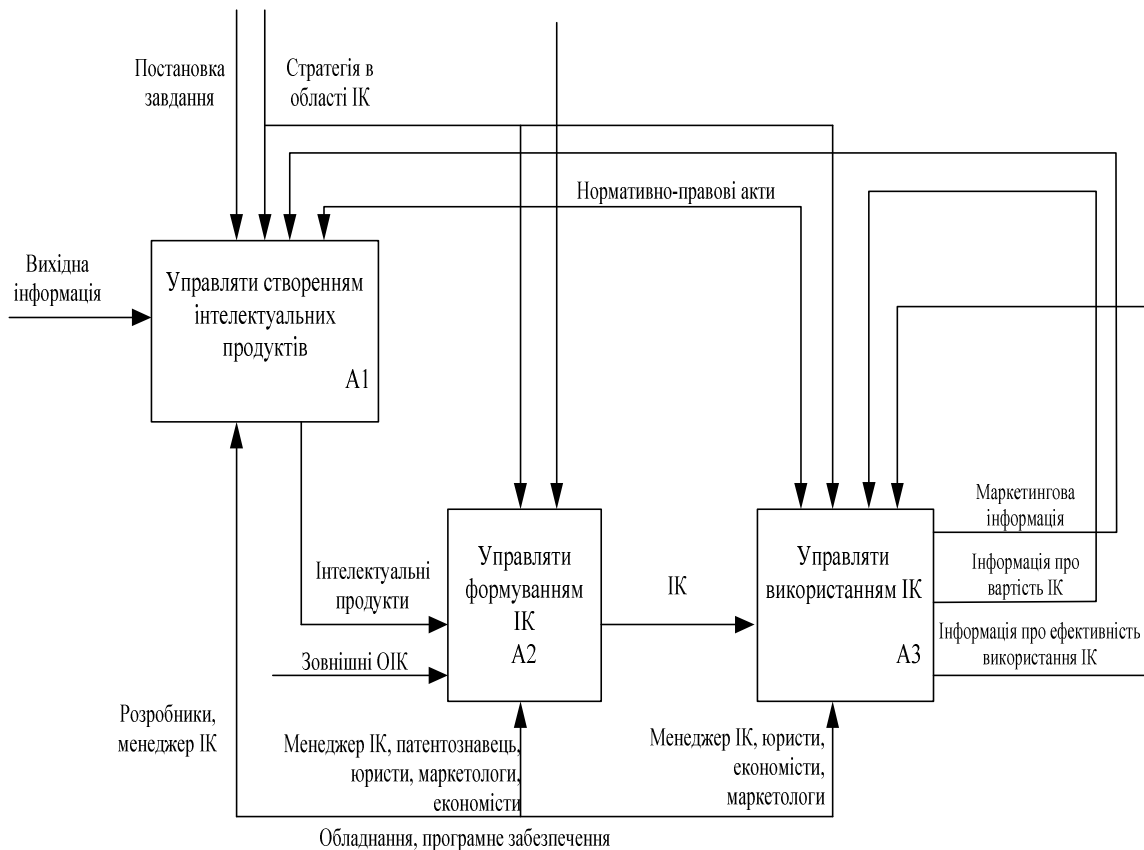 Постановка
завдання
Стратегія в
області ІК
Нормативно-правові акти
Вихідна
інформація
Управляти створенням
інтелектуальних
продуктів
А1
Маркетингова
інформація
Управляти
формуванням
ІК
А2
Управляти
використанням ІК
А3
Інтелектуальні
продукти
ІК
Інформація про
вартість ІК
Інформація про ефективність
використання ІК
Зовнішні ОІК
Розробники,
менеджер ІК
Менеджер ІК, патентознавець,
юристи, маркетологи,
економісти
Менеджер ІК, юристи,
економісти,
маркетологи
Обладнання, програмне забезпечення